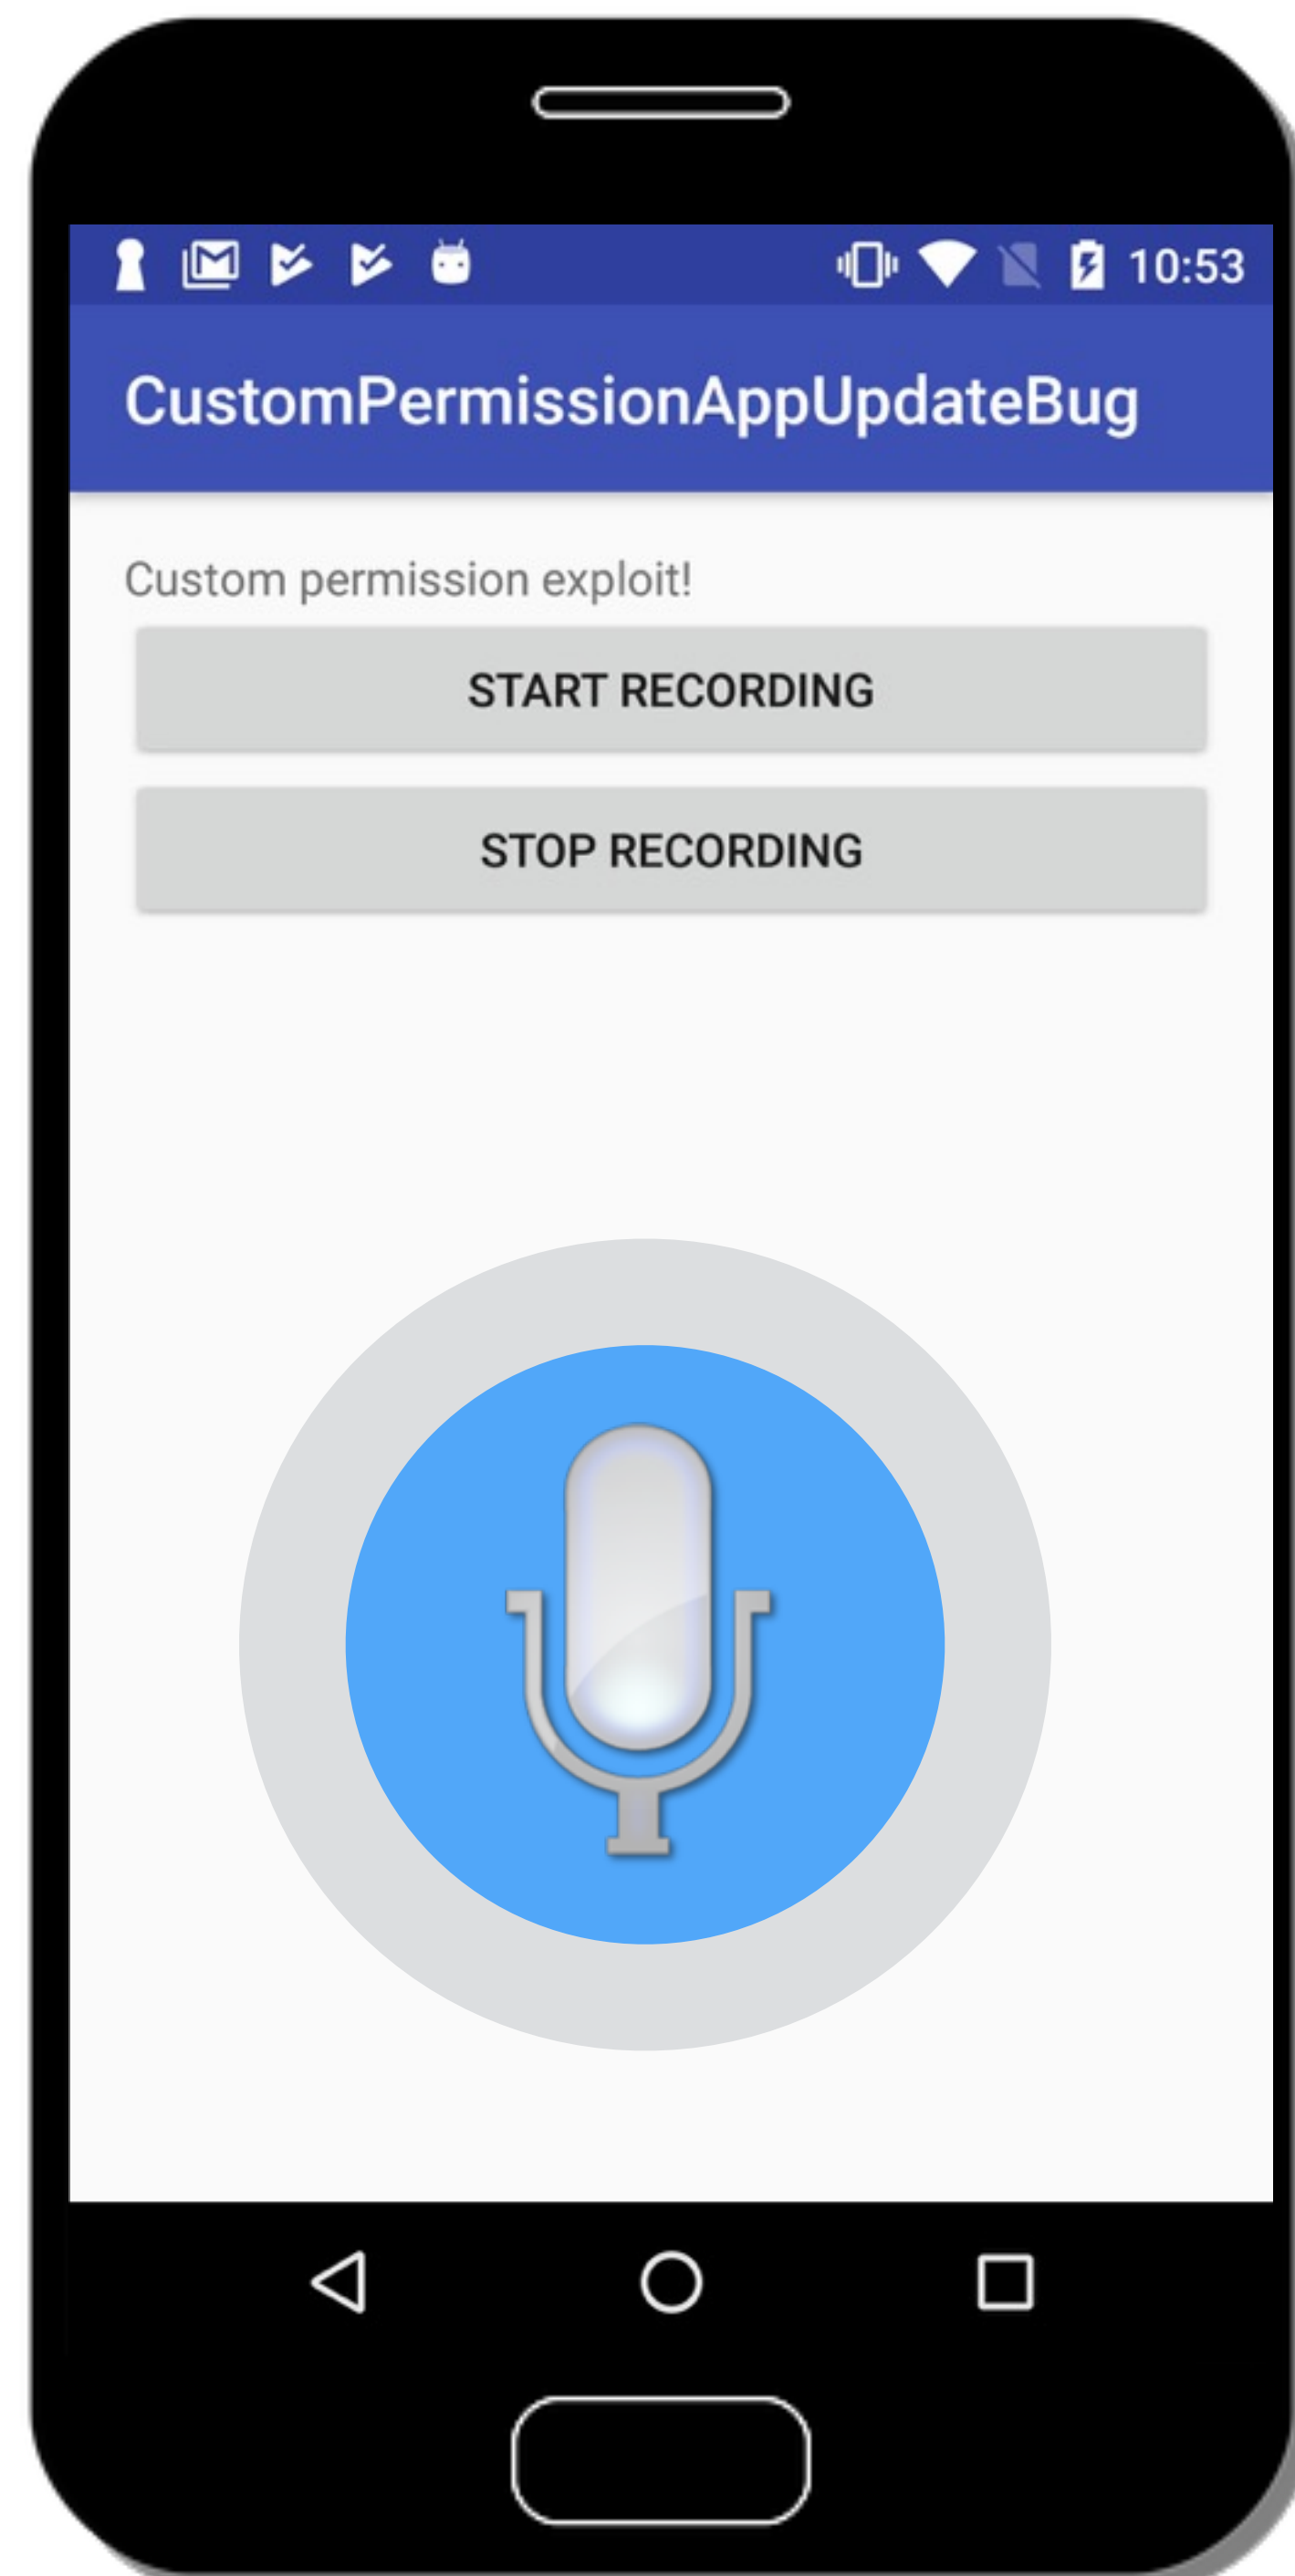 10:53
CustomPermissionAppUpdateBug
Custom permission exploit!
START RECORDING
STOP RECORDING